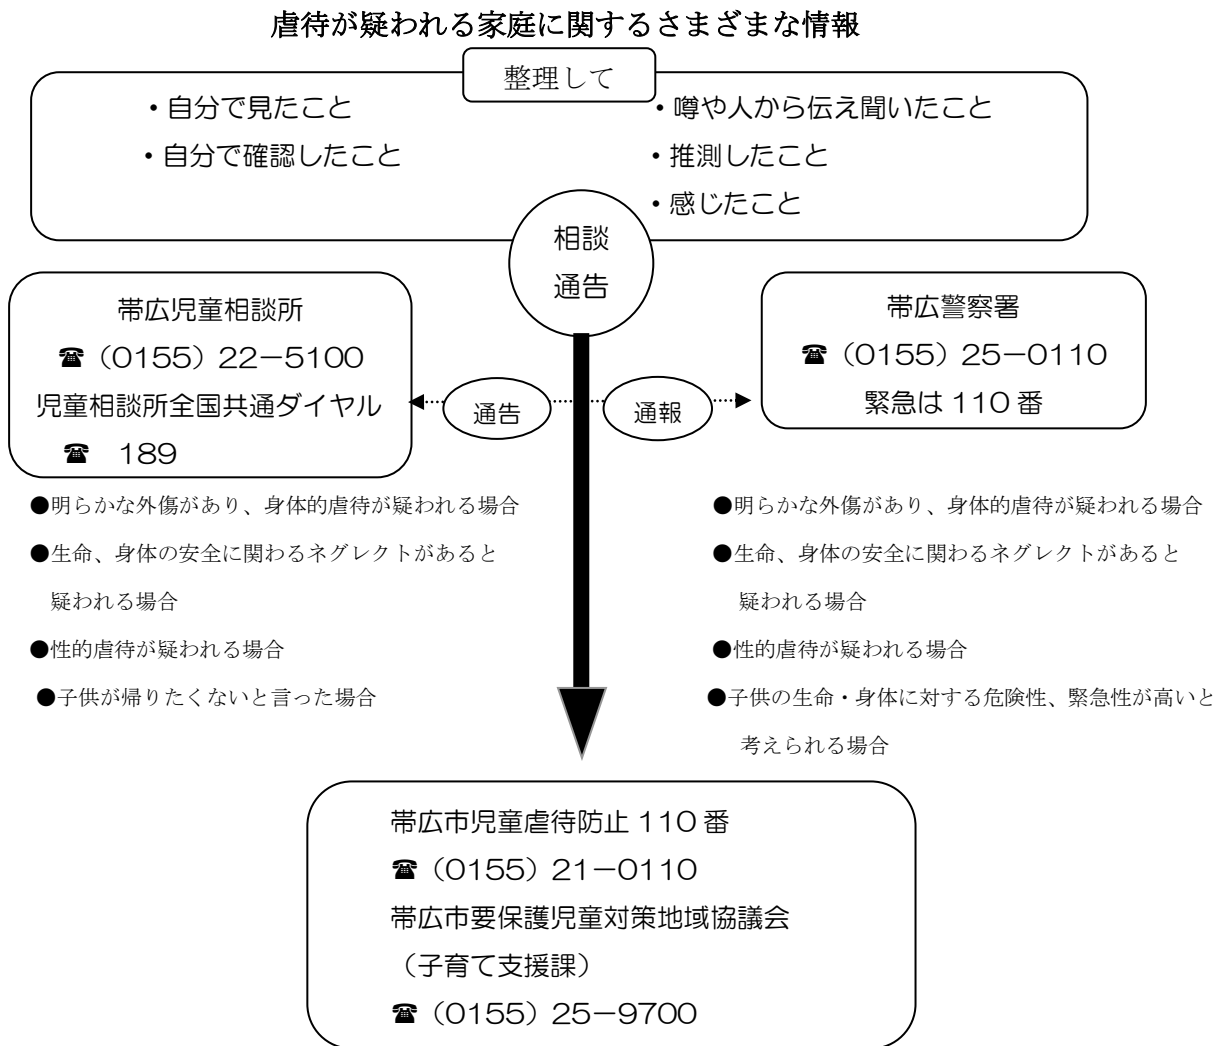 虐待が疑われる家庭に関するさまざまな情報
整理して
・自分で見たこと
・自分で確認したこと
・噂や人から伝え聞いたこと
・推測したこと
・感じたこと
相談
通告
帯広児童相談所
☎（0155）22－5100
児童相談所全国共通ダイヤル
☎　189
通告
通報
帯広警察署
☎（0155）25－0110
緊急は 110 番
●明らかな外傷があり、身体的虐待が疑われる場合
●生命、身体の安全に関わるネグレクトがあると
疑われる場合
●性的虐待が疑われる場合
●子供が帰りたくないと言った場合
●明らかな外傷があり、身体的虐待が疑われる場合
●生命、身体の安全に関わるネグレクトがあると
疑われる場合
●性的虐待が疑われる場合
●子供の生命・身体に対する危険性、緊急性が高いと
考えられる場合
帯広市児童虐待防止 110 番
☎（0155）21－0110
帯広市要保護児童対策地域協議会
（子育て支援課）
☎（0155）25－9700